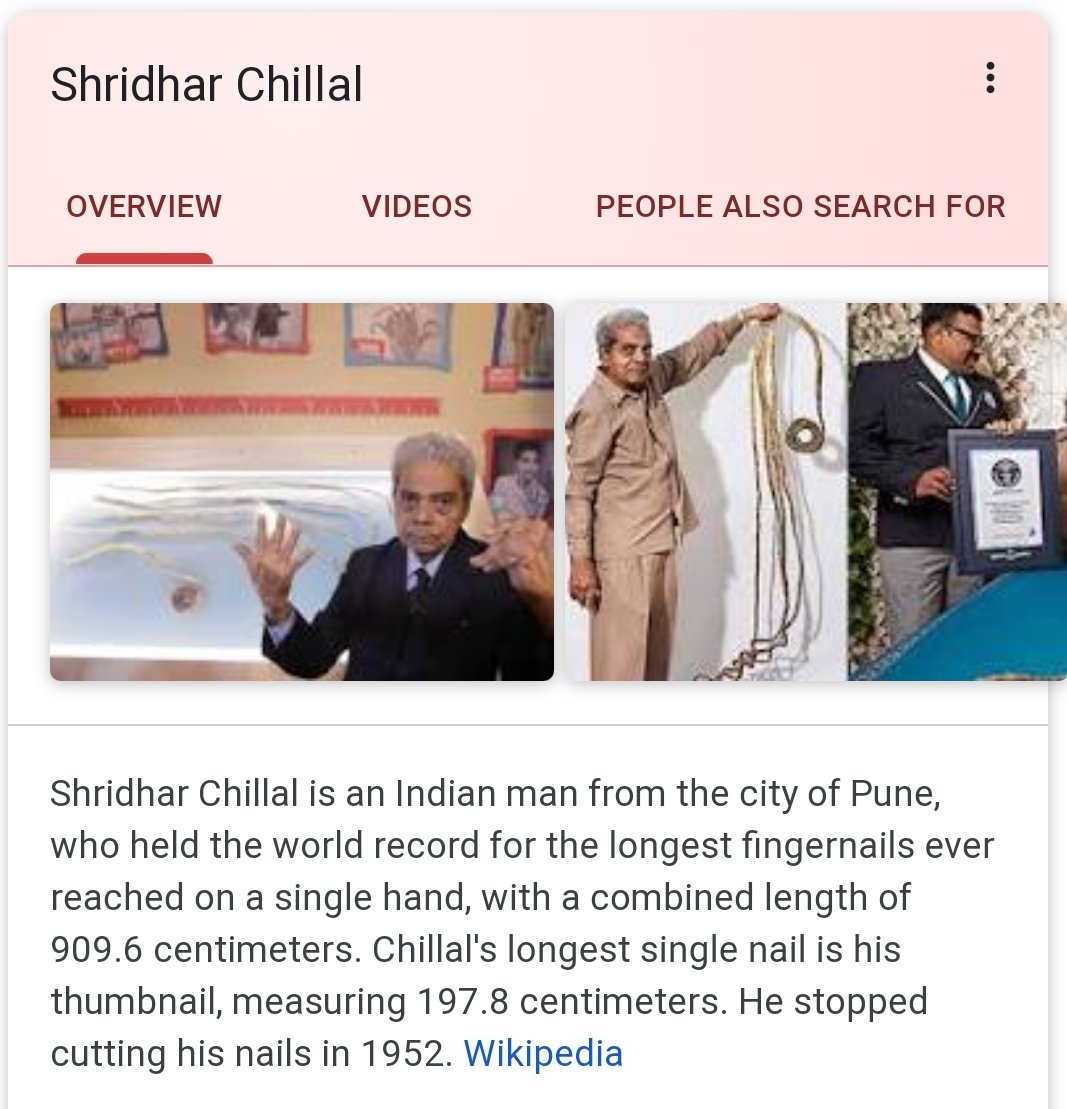 Shridhar Chillal
OVERVIEW
VIDEOS
PEOPLE ALSO SEARCH FOR
Shridhar Chillal is an Indian man from the city of Pune,
who held the world record for the longest fingernails ever
reached on a single hand, with a combined length of
909.6 centimeters. Chillal's longest single nail is his
thumbnail, measuring 197.8 centimeters. He stopped
cutting his nails in 1952. Wikipedia